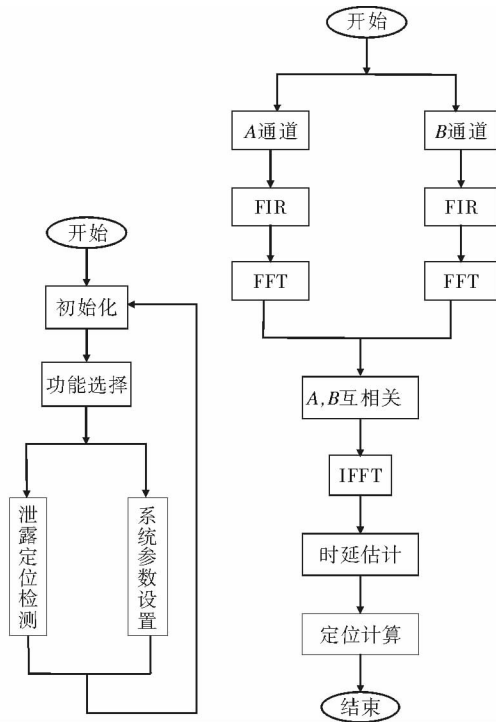 开始
初始化
功能选择
泄露定位检测
系统参数设置
开始
A通道
B通道
FIR
FIR
FFT
FFT
A,B互相关
IFFT
时延估计
定位计算
结束